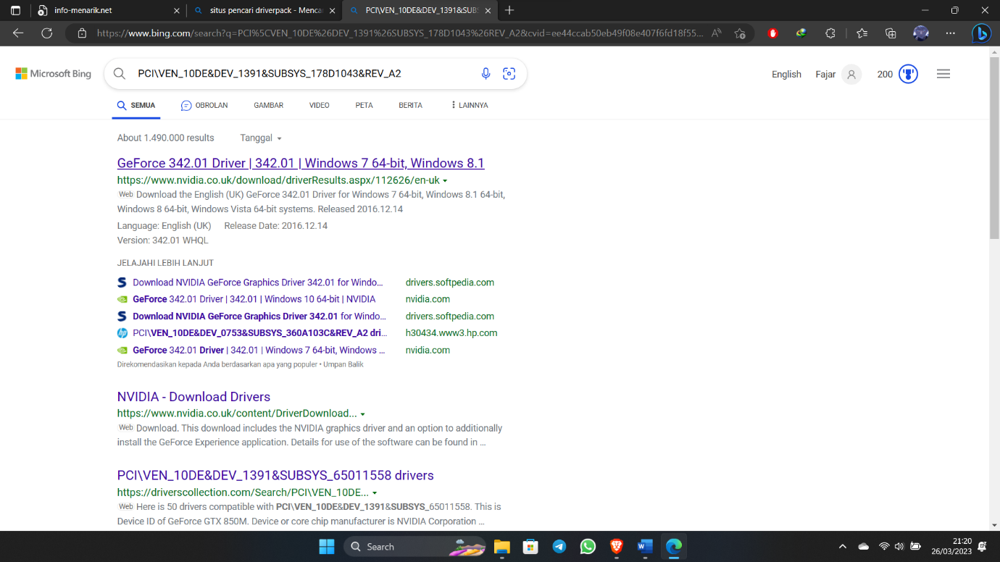 info-menarik.net
situs pencari driverpack - Mencar
PCI\VEN_10DE&DEV_1391&SUBS
https://www.bing.com/search?q=PCI%5CVEN_10DE%26DEV_1391%26SUBSYS_178D1043%26REV_A2&cvid=ee44ccab50eb49f08e407f6fd18f55...
Microsoft Bing
PCI\VEN_10DE&DEV_1391&SUBSYS_178D1043&REV_A2
English
Fajar
200
SEMUA
OBROLAN
GAMBAR
VIDEO
PETA
BERITA
LAINNYA
About 1.490.000 results
Tanggal
GeForce 342.01 Driver | 342.01 | Windows 7 64-bit, Windows 8.1
https://www.nvidia.co.uk/download/driverResults.aspx/112626/en-uk
Web Download the English (UK) GeForce 342.01 Driver for Windows 7 64-bit, Windows 8.1 64-bit,
Windows 8 64-bit, Windows Vista 64-bit systems. Released 2016.12.14
Language: English (UK) Release Date: 2016.12.14
Version: 342.01 WHQL
JELAJAHI LEBIH LANJUT
Download NVIDIA GeForce Graphics Driver 342.01 for Windo... drivers.softpedia.com
GeForce 342.01 Driver | 342.01 | Windows 10 64-bit | NVIDIA nvidia.com
Download NVIDIA GeForce Graphics Driver 342.01 for Windo... drivers.softpedia.com
PCI\VEN_10DE&DEV_0753&SUBSYS_360A103C&REV_A2 dri... h30434.www3.hp.com
GeForce 342.01 Driver | 342.01 | Windows 7 64-bit, Windows ... nvidia.com
Direkomendasikan kepada Anda berdasarkan apa yang populer • Umpan Balik
NVIDIA - Download Drivers
https://www.nvidia.co.uk/content/DriverDownload...
Web Download. This download includes the NVIDIA graphics driver and an option to additionally
install the GeForce Experience application. Details for use of the software can be found in ...
PCI\VEN_10DE&DEV_1391&SUBSYS_65011558 drivers
https://driverscollection.com/Search/PCI\VEN_10DE...
Web Here is 50 drivers compatible with PCI\VEN_10DE&DEV_1391&SUBSYS_65011558. This is
Device ID of GeForce GTX 850M. Device or core chip manufacturer is NVIDIA Corporation ...
Search
21:20
26/03/2023